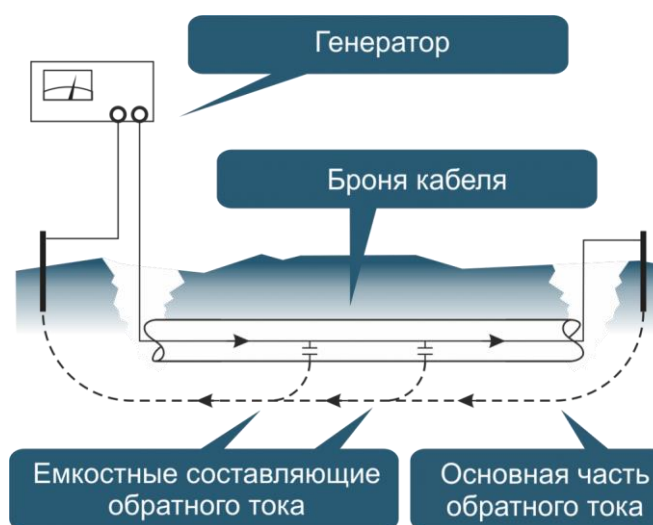 Генератор
Броня кабеля
Емкостные составляющие
обратного тока
Основная часть
обратного тока